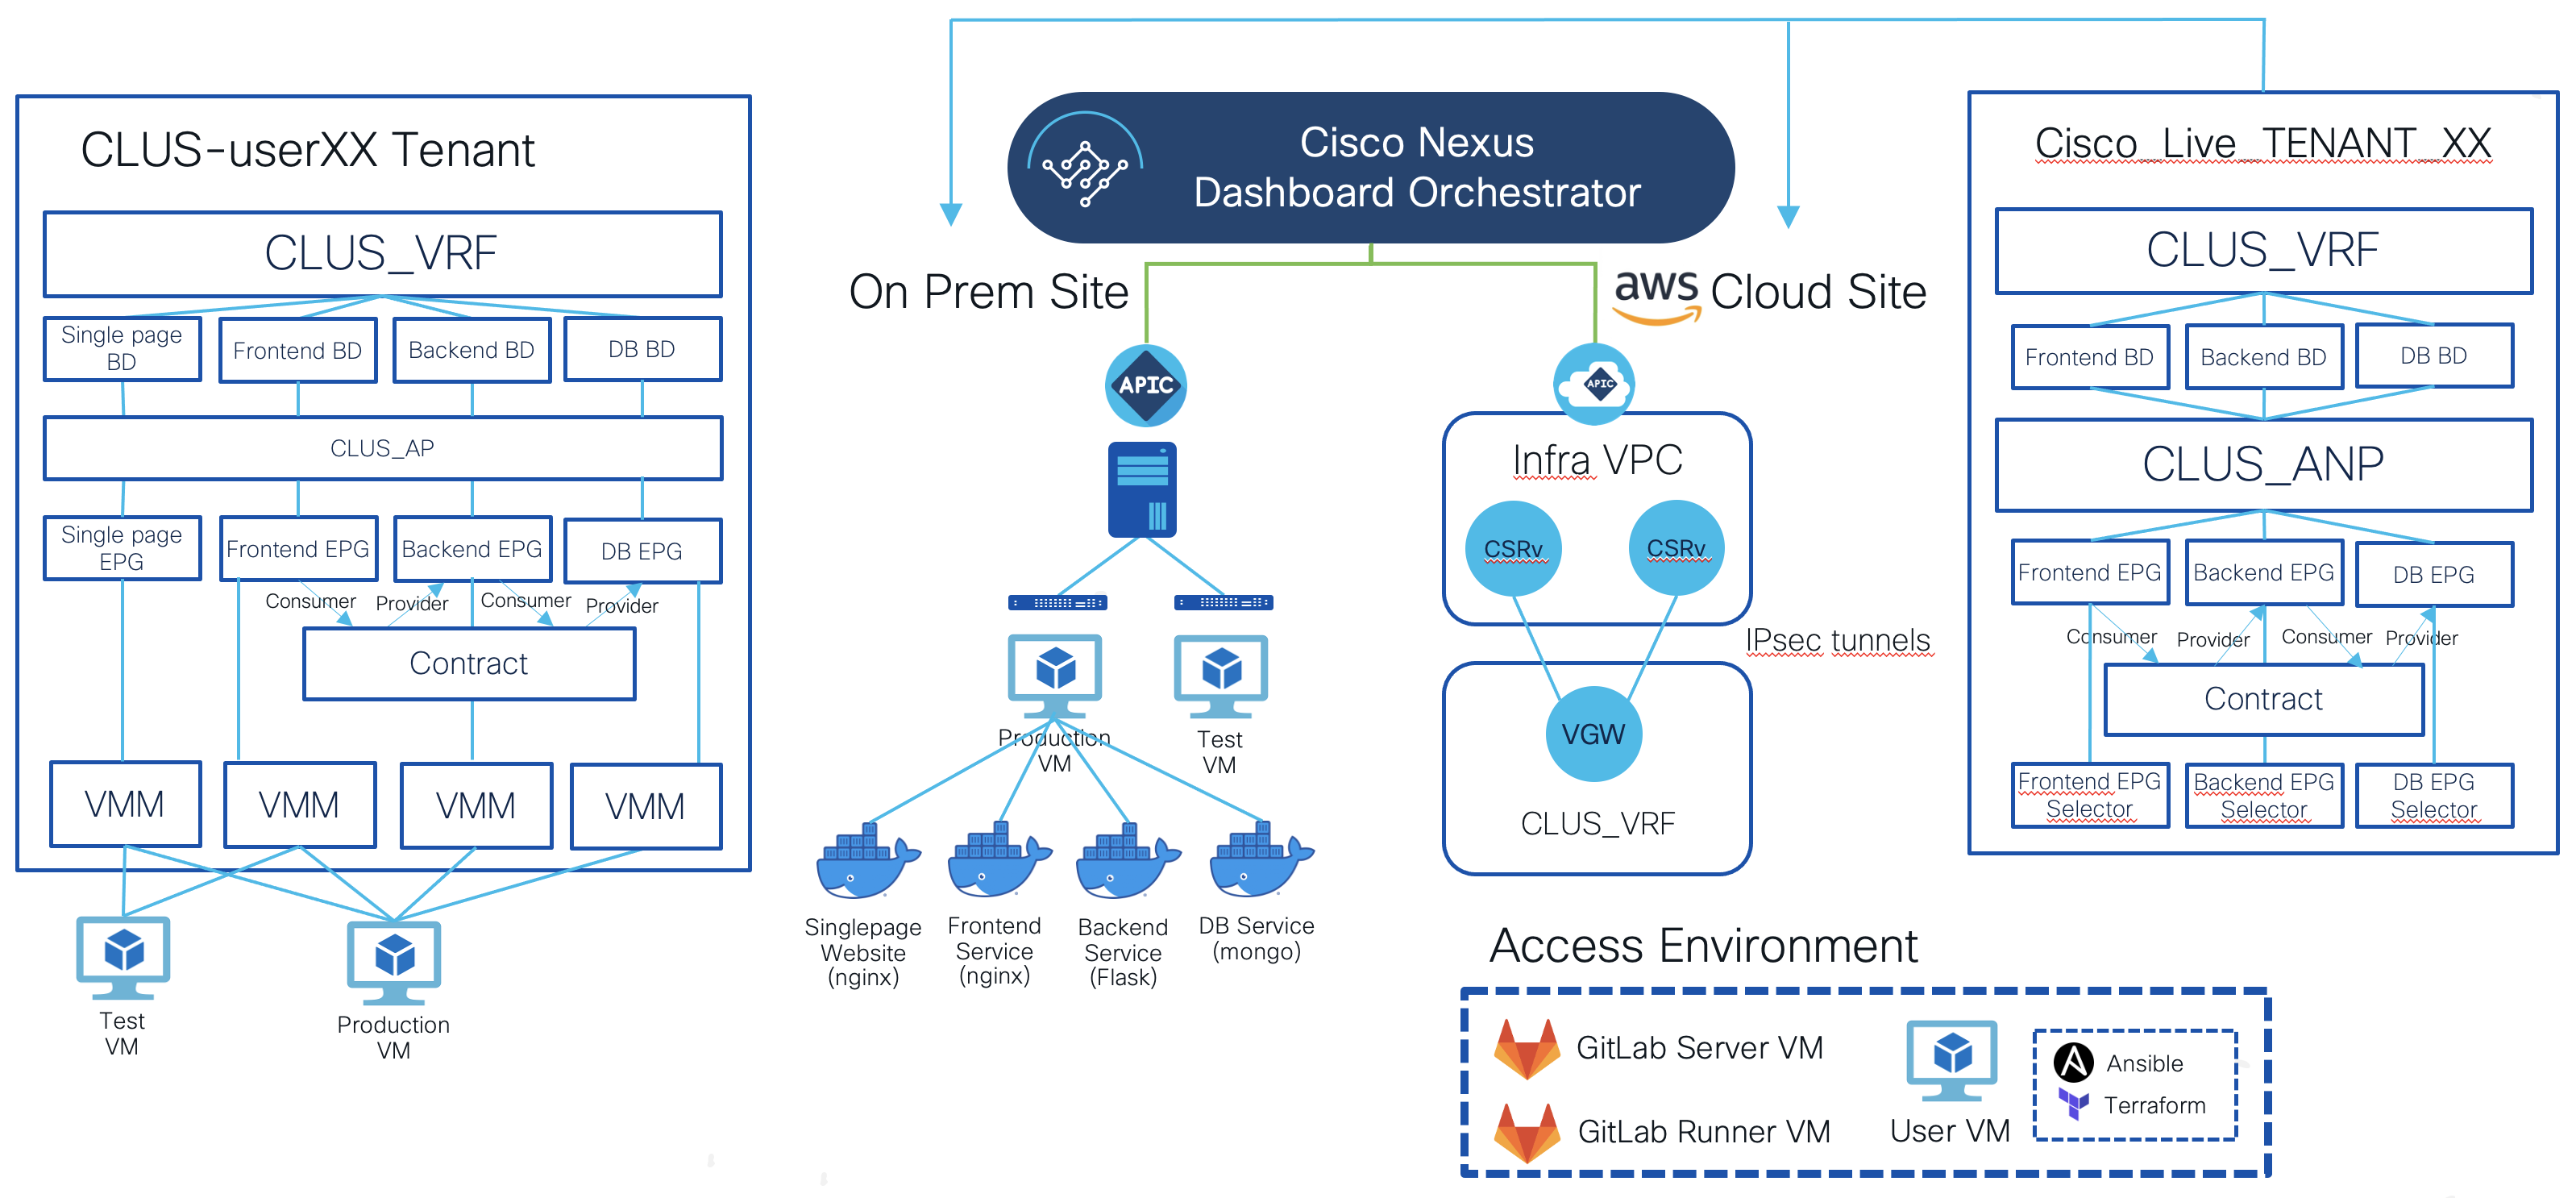 CLUS-userXX Tenant
CLUS_VRF
Single page
BD
Frontend BD
Backend BD
DB BD
CLUS_AP
Single page
EPG
Frontend EPG
Backend EPG
DB EPG
Consumer
Provider
Consumer
Provider
Contract
VMM
VMM
VMM
VMM
Test
VM
Production
VM
Cisco Nexus
Dashboard Orchestrator
On Prem Site
aws
Cloud Site
APIC
APIC
Infra VPC
CSRv
CSRv
IPsec tunnels
VGW
CLUS_VRF
Production
VM
Test
VM
Singlepage
Website
(nginx)
Frontend
Service
(nginx)
Backend
Service
(Flask)
DB Service
(mongo)
Cisco_Live_TENANT_XX
CLUS_VRF
Frontend BD
Backend BD
DB BD
CLUS_ANP
Frontend EPG
Backend EPG
DB EPG
Consumer
Provider
Consumer
Provider
Contract
Frontend EPG
Selector
Backend EPG
Selector
DB EPG
Selector
Access Environment
GitLab Server VM
GitLab Runner VM
User VM
Ansible
Terraform